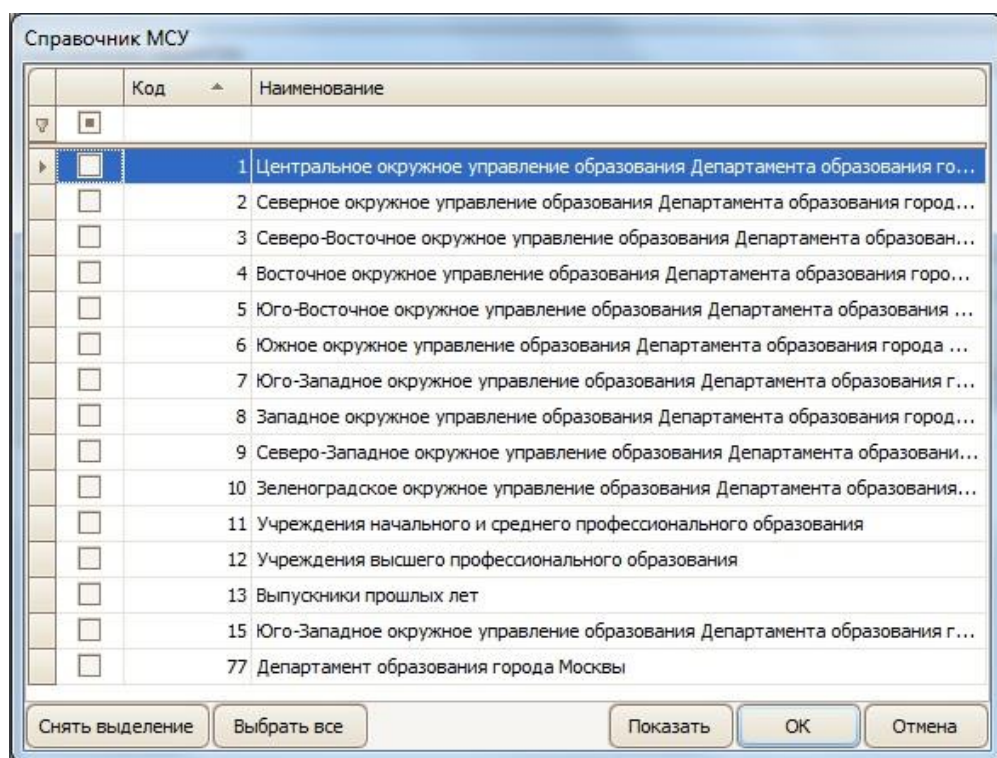 Справочник МСУ
Код Наименование
1 Центральное окружное управление образования Департамента образования го...
2 Северное окружное управление образования Департамента образования город...
3 Северо-Восточное окружное управление образования Департамента образован...
4 Восточное окружное управление образования Департамента образования горо...
5 Юго-Восточное окружное управление образования Департамента образования ...
6 Южное окружное управление образования Департамента образования города ...
7 Юго-Западное окружное управление образования Департамента образования г...
8 Западное окружное управление образования Департамента образования город...
9 Северо-Западное окружное управление образования Департамента образовани...
10 Зеленоградское окружное управление образования Департамента образования...
11 Учреждения начального и среднего профессионального образования
12 Учреждения высшего профессионального образования
13 Выпускники прошлых лет
15 Юго-Западное окружное управление образования Департамента образования г...
77 Департамент образования города Москвы
Снять выделение Выбрать все Показать ОК Отмена